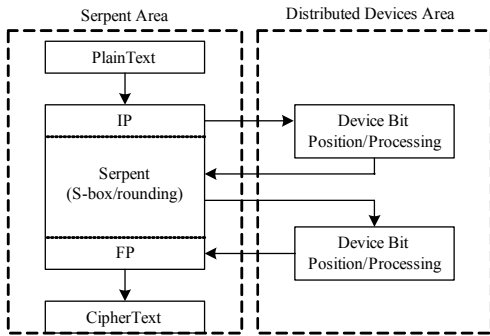 Serpent Area
Distributed Devices Area
PlainText
IP
Device Bit
Position/Processing
Serpent
(S-box/rounding)
Device Bit
Position/Processing
FP
CipherText